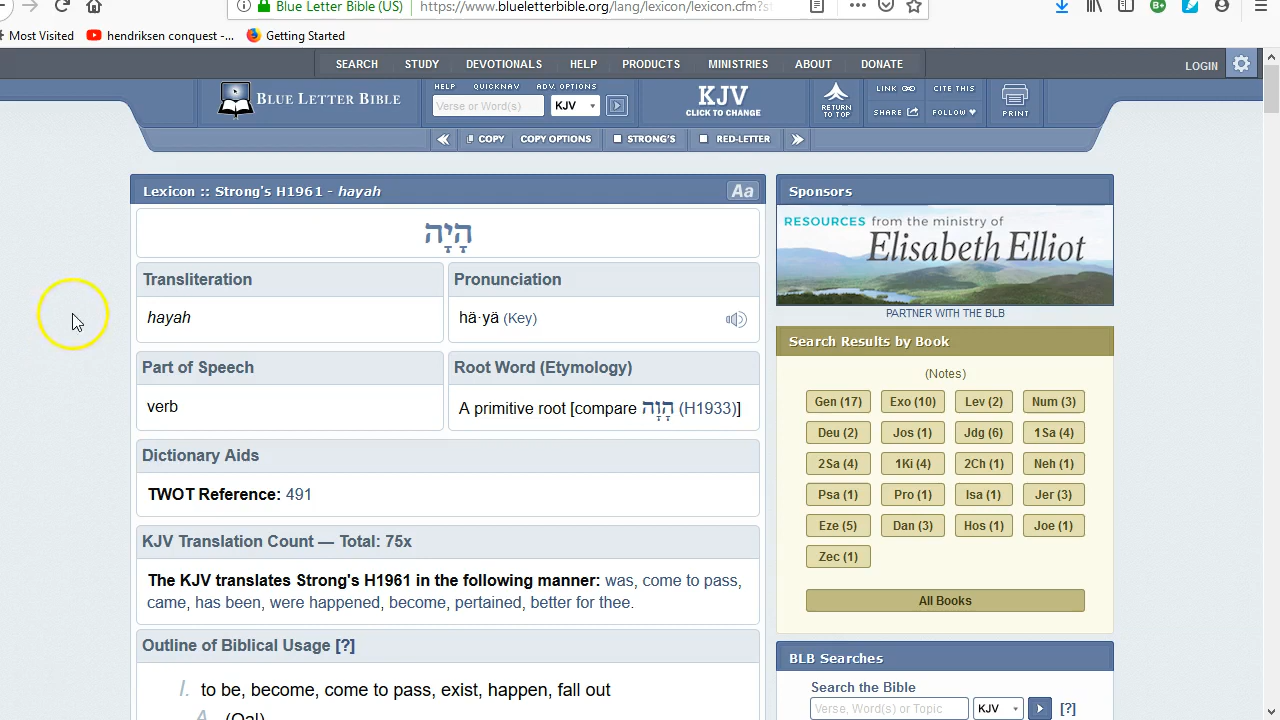 Blue Letter Bible (US)
https://www.blueletterbible.org/lang/lexicon/lexicon.cfm?st
Most Visited
hendriksen conquest -...
Getting Started
SEARCH STUDY DEVOTIONALS HELP PRODUCTS MINISTRIES ABOUT DONATE
LOGIN
BLUE LETTER BIBLE
HELP QUICKNAV ADV. OPTIONS
Verse or Word(s) KJV
KJV
CLICK TO CHANGE
RETURN
TO TOP
LINK CITE THIS
SHARE FOLLOW
PRINT
COPY COPY OPTIONS STRONG'S RED-LETTER
Lexicon :: Strong's H1961 - hayah
Aa
הָיָה
Transliteration
hayah
Pronunciation
hä·yä (Key)
Part of Speech
verb
Root Word (Etymology)
A primitive root [compare הָוָה (H1933)]
Dictionary Aids
TWOT Reference: 491
KJV Translation Count — Total: 75x
The KJV translates Strong's H1961 in the following manner: was, come to pass,
came, has been, were happened, become, pertained, better for thee.
Outline of Biblical Usage [?]
I. to be, become, come to pass, exist, happen, fall out
A. (Qal)
Sponsors
RESOURCES from the ministry of
Elisabeth Elliot
PARTNER WITH THE BLB
Search Results by Book
(Notes)
Gen (17) Exo (10) Lev (2) Num (3)
Deu (2) Jos (1) Jdg (6) 1Sa (4)
2Sa (4) 1Ki (4) 2Ch (1) Neh (1)
Psa (1) Pro (1) Isa (1) Jer (3)
Eze (5) Dan (3) Hos (1) Joe (1)
Zec (1)
All Books
BLB Searches
Search the Bible
Verse, Word(s) or Topic KJV [?]